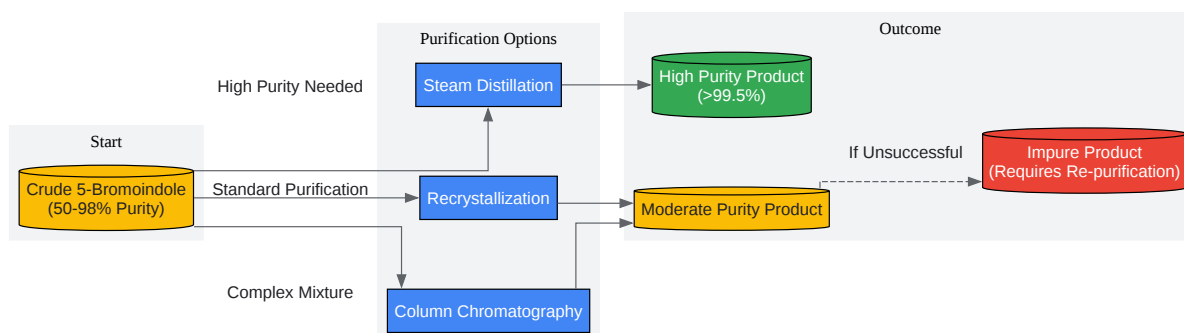 Start
Crude 5-Bromoindole
(50-98% Purity)
High Purity Needed
Standard Purification
Complex Mixture
Purification Options
Steam Distillation
Recrystallization
Column Chromatography
Outcome
High Purity Product
(>99.5%)
Moderate Purity Product
If Unsuccessful
Impure Product
(Requires Re-purification)